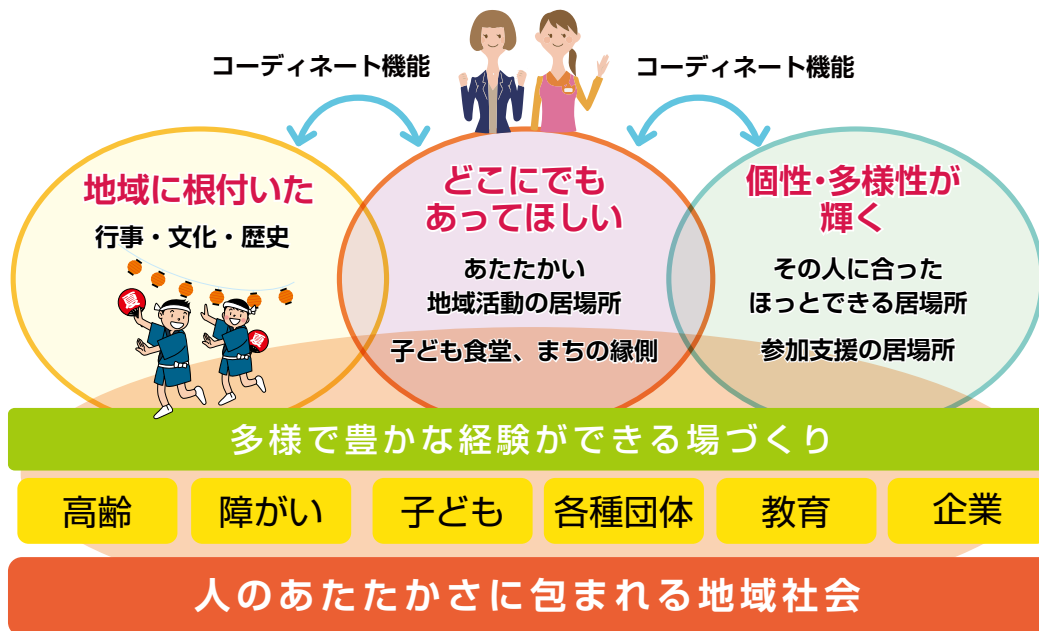 コーディネート機能
コーディネート機能
地域に根付いた
行事・文化・歴史
夏
夏
どこにでも
あってほしい
あたたかい
地域活動の居場所
子ども食堂、まちの縁側
個性・多様性が
輝く
その人に合った
ほっとできる居場所
参加支援の居場所
多様で豊かな経験ができる場づくり
高齢
障がい
子ども
各種団体
教育
企業
人のあたたかさに包まれる地域社会